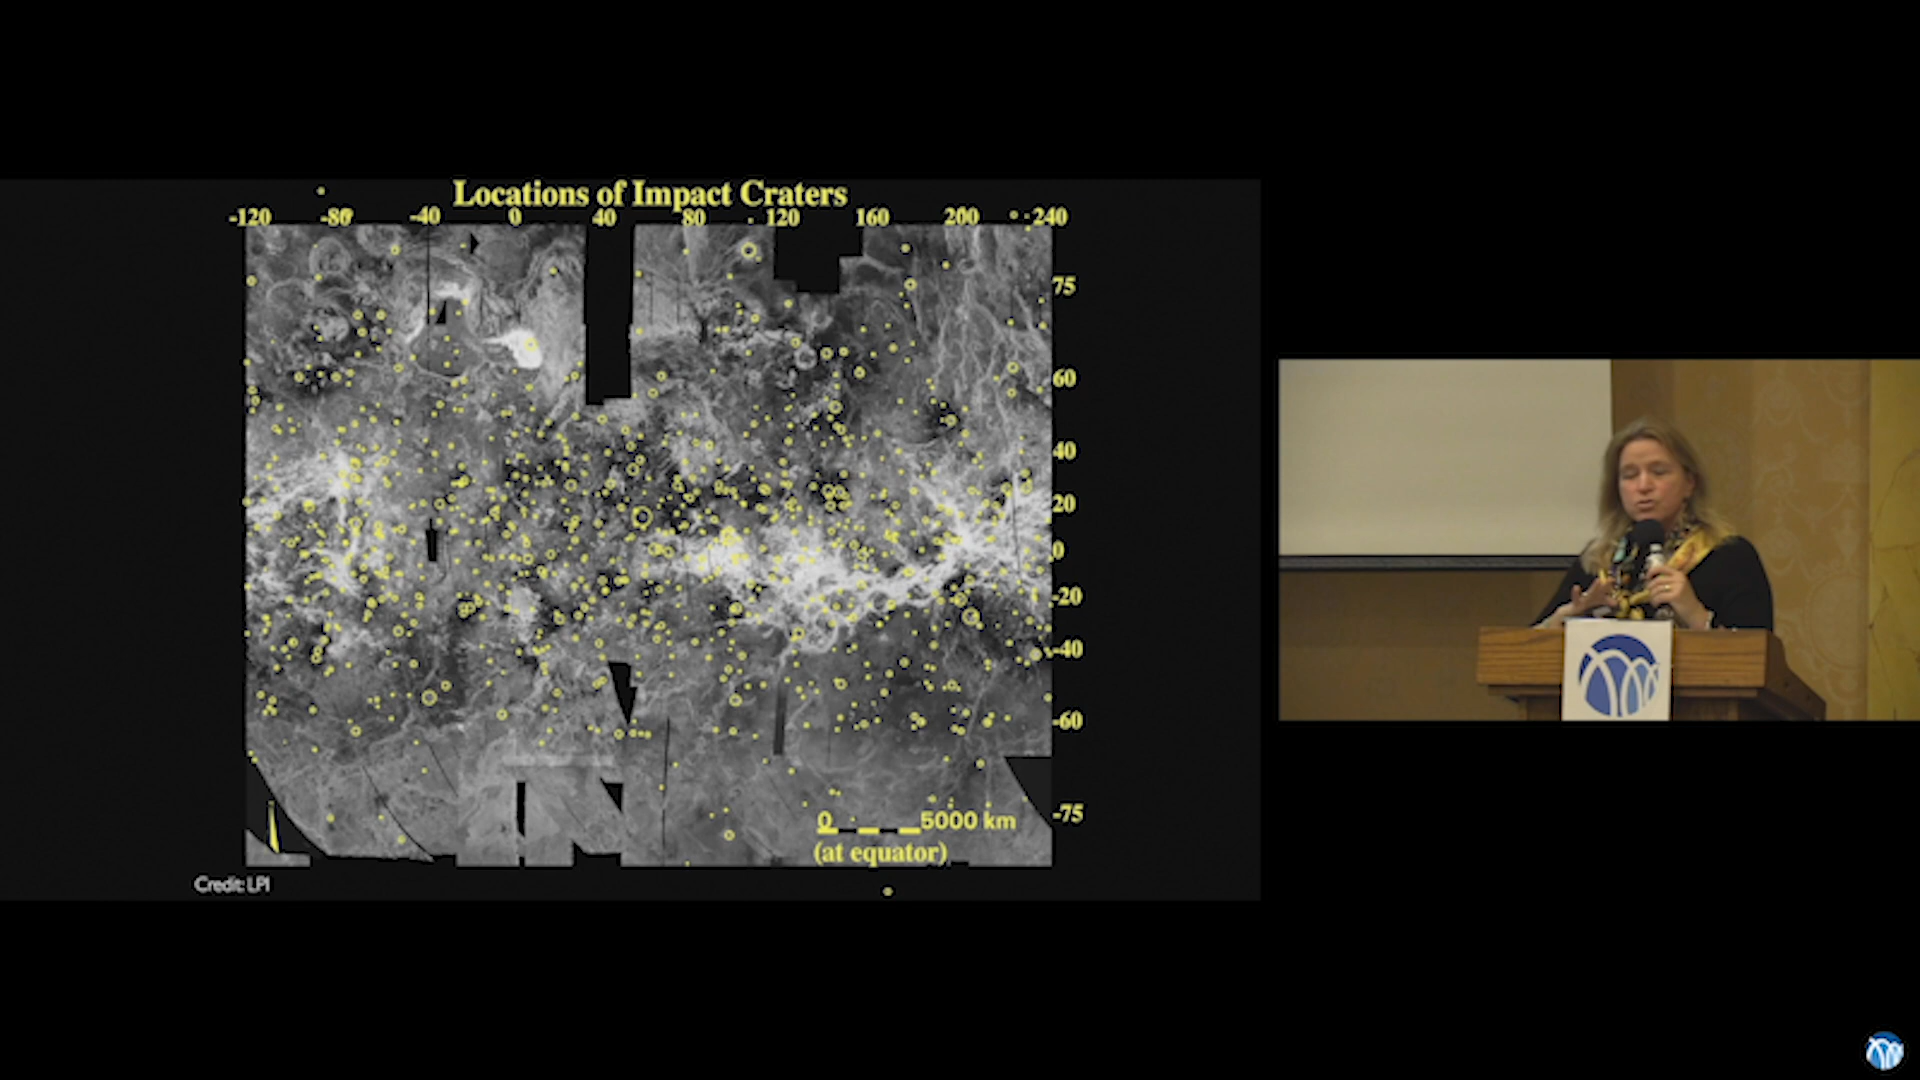 Locations of Impact Craters
-120 -80 -40 0 40 80 120 160 200 240
75
60
40
20
0
-20
-40
-60
-75
0 5000 km
(at equator)
Credit: LPI